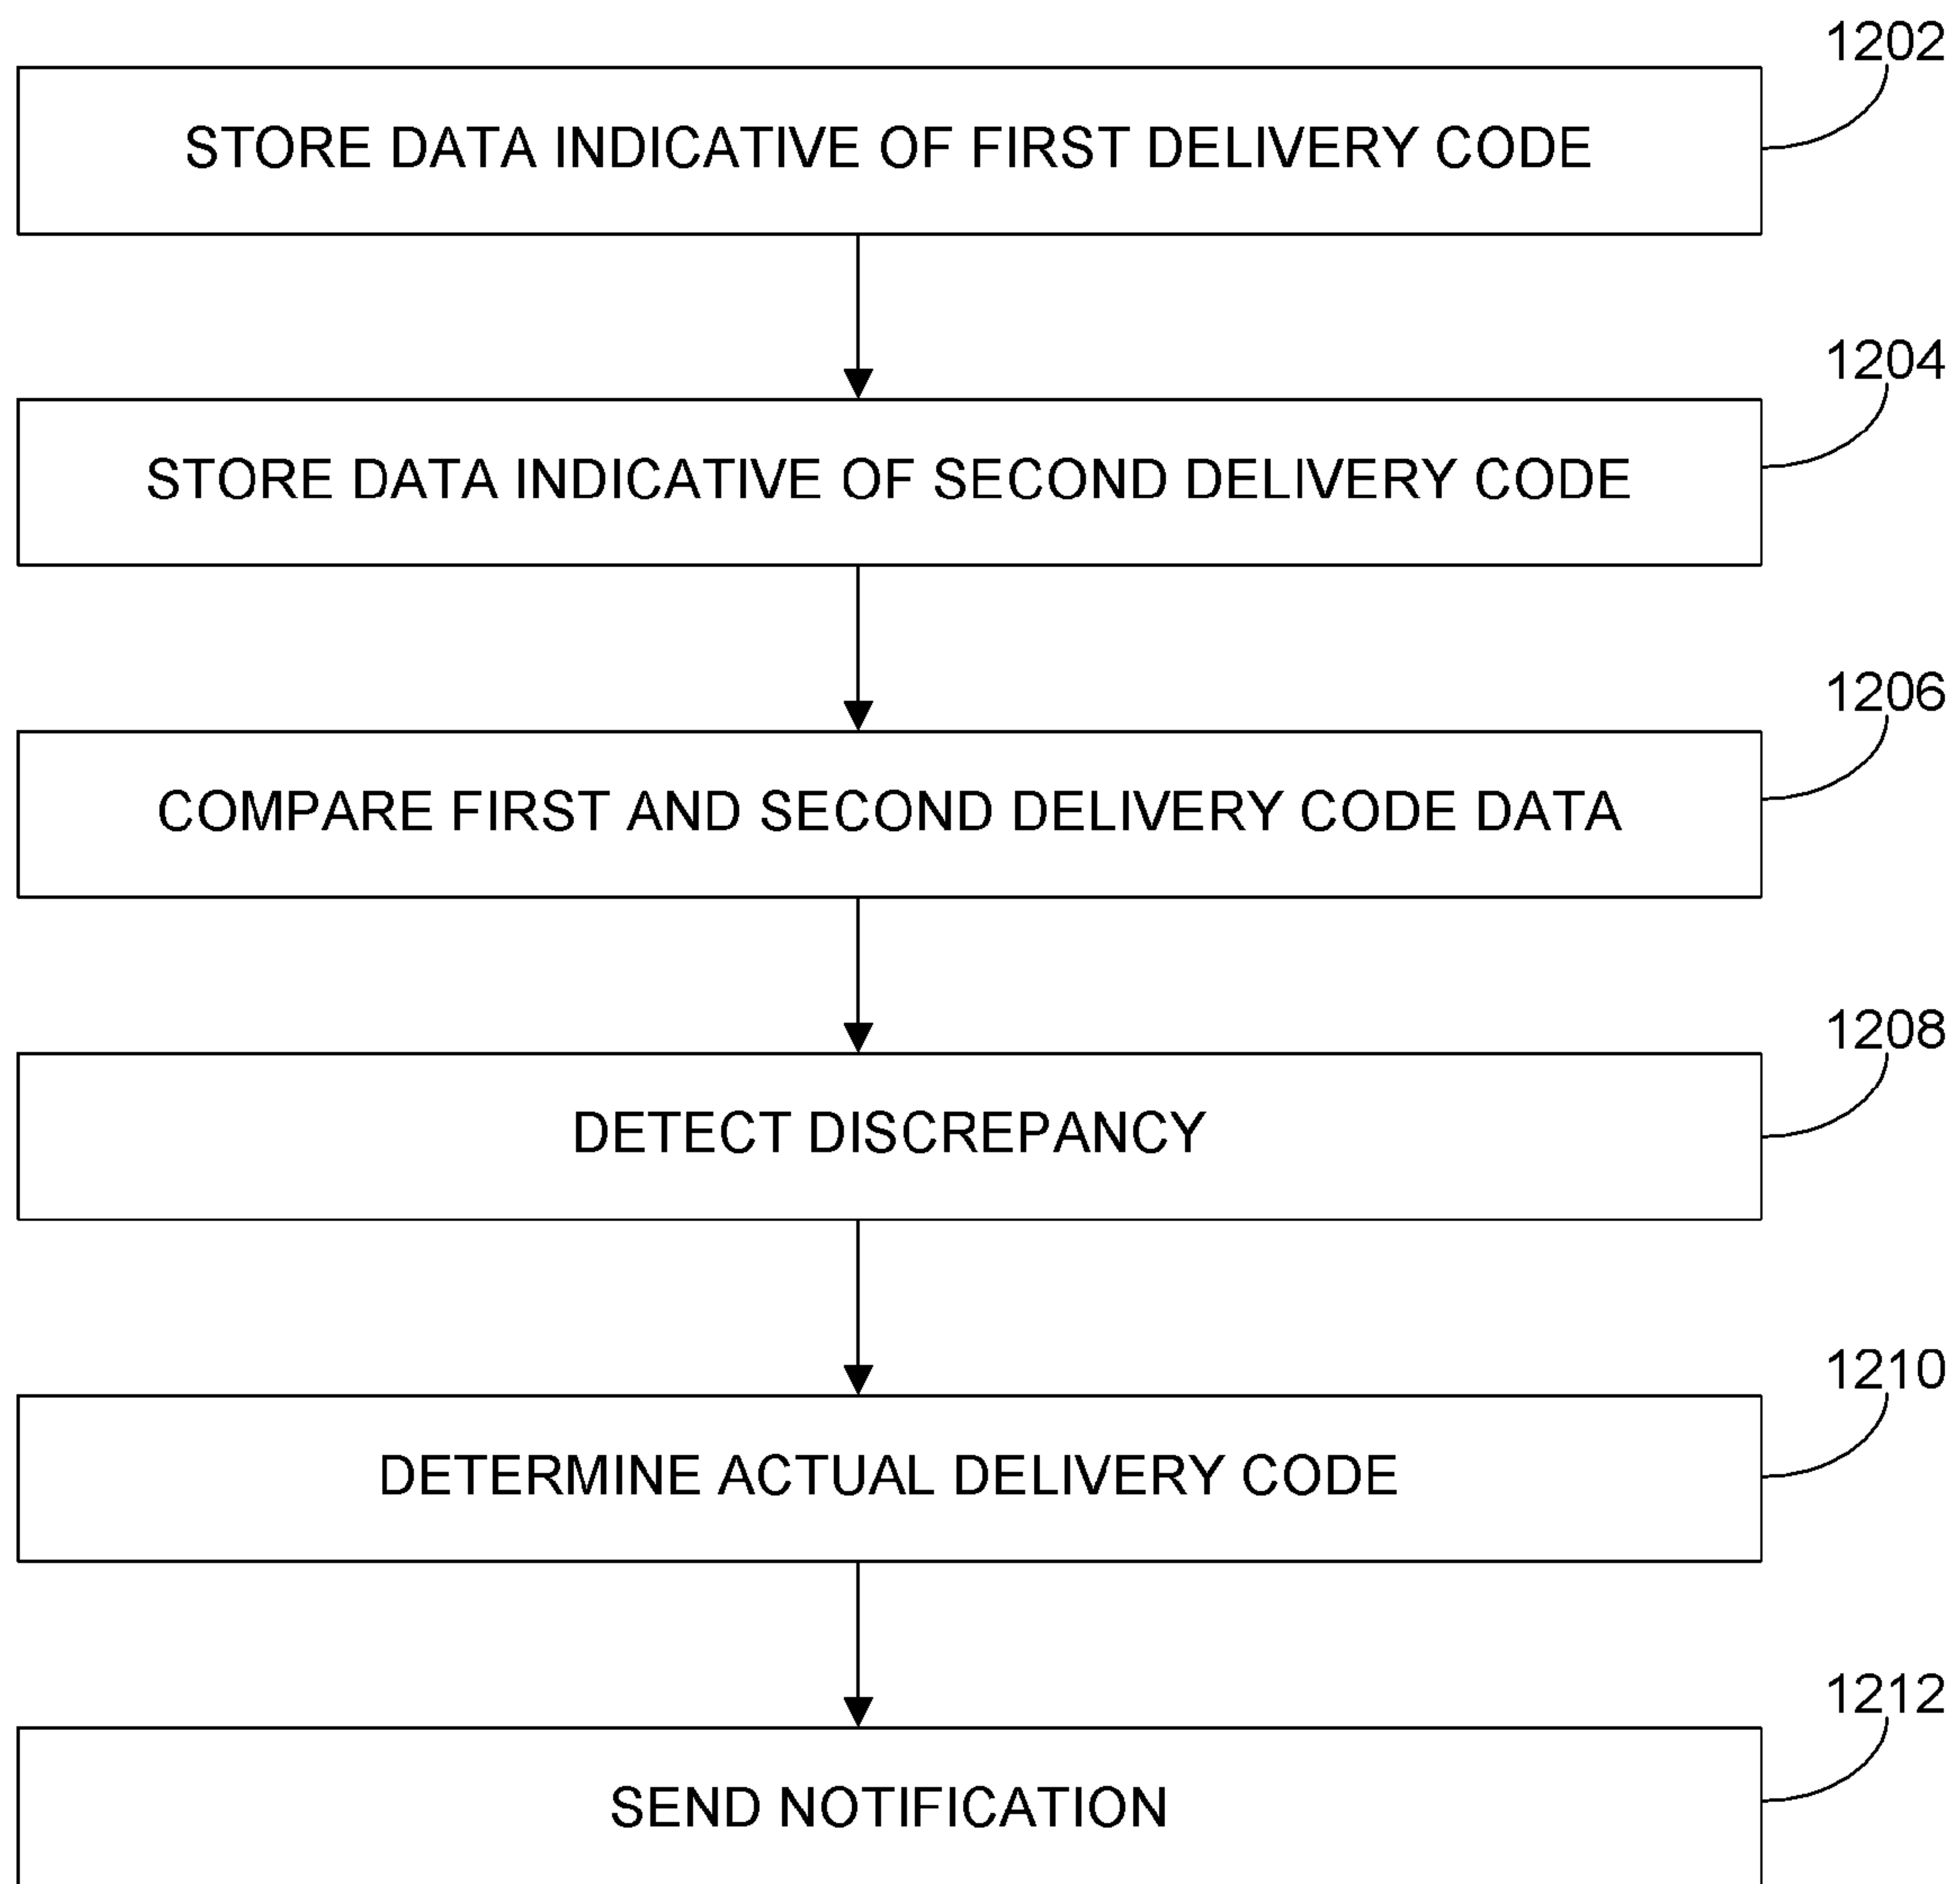 1202
STORE DATA INDICATIVE OF FIRST DELIVERY CODE
1204
STORE DATA INDICATIVE OF SECOND DELIVERY CODE
1206
COMPARE FIRST AND SECOND DELIVERY CODE DATA
1208
DETECT DISCREPANCY
1210
DETERMINE ACTUAL DELIVERY CODE
1212
SEND NOTIFICATION